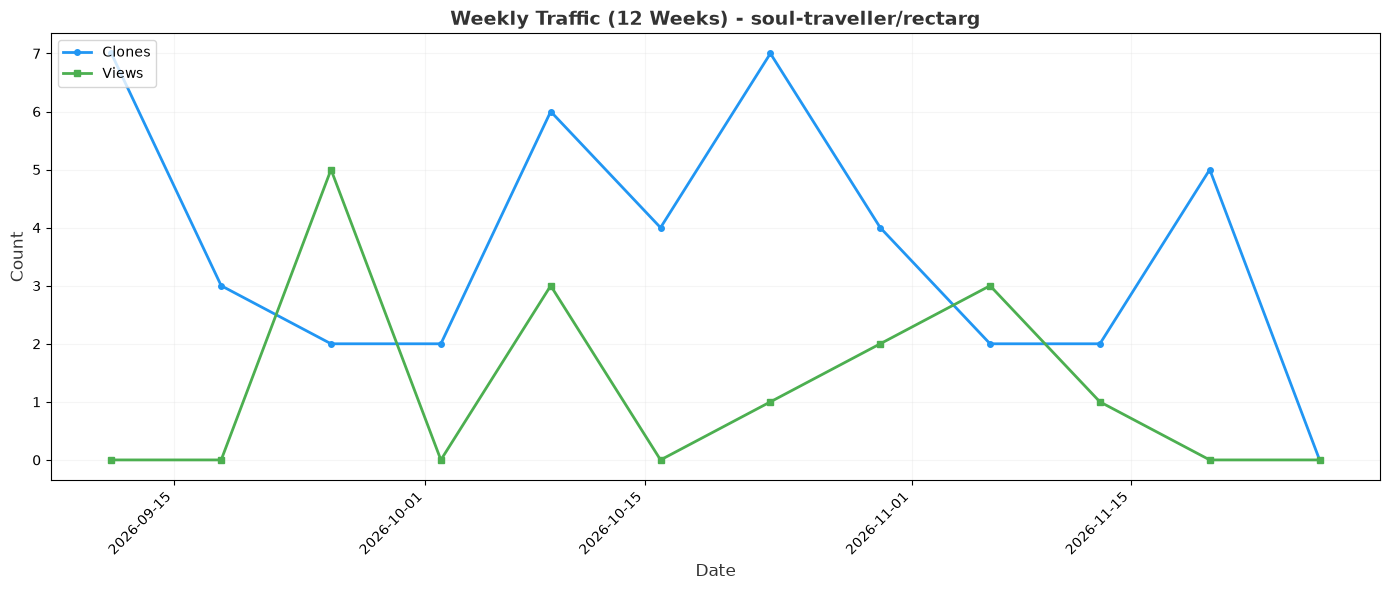 Weekly Traffic (12 Weeks) - soul-traveller/rectarg
Clones
Views
Count
7
6
5
4
3
2
1
0
2026-09-15
2026-10-01
2026-10-15
2026-11-01
2026-11-15
Date